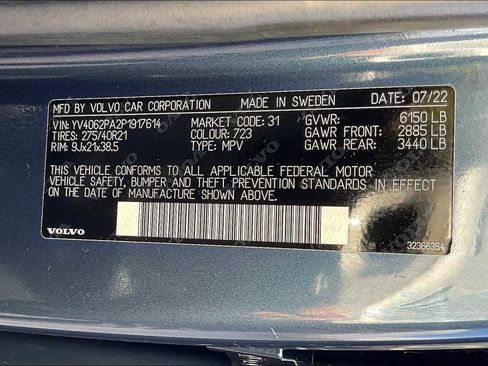 MFD BY VOLVO CAR CORPORATION MADE IN SWEDEN DATE: 07/22
VIN: YV4062PA2P1917614 MARKET CODE: 31 GVWR: 6150 LB
TIRES: 275/40R21 COLOUR: 723 GAWR FRONT: 2885 LB
RIM: 9Jx21x38.5 TYPE: MPV GAWR REAR: 3440 LB
THIS VEHICLE CONFORMS TO ALL APPLICABLE FEDERAL MOTOR
VEHICLE SAFETY, BUMPER AND THEFT PREVENTION STANDARDS IN EFFECT
ON THE DATE OF MANUFACTURE SHOWN ABOVE.
VOLVO 32366354